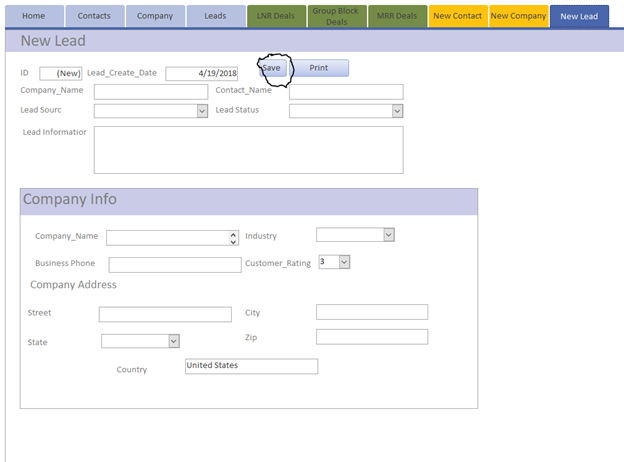 Home Contacts Company Leads LNR Deals Group Block Deals MRR Deals New Contact New Company New Lead
New Lead
ID (New) Lead_Create_Date 4/19/2018 Save Print
Company_Name Contact_Name
Lead Sourc Lead Status
Lead Information
Company Info
Company_Name Industry
Business Phone Customer_Rating 3
Company Address
Street City
State Zip
Country United States